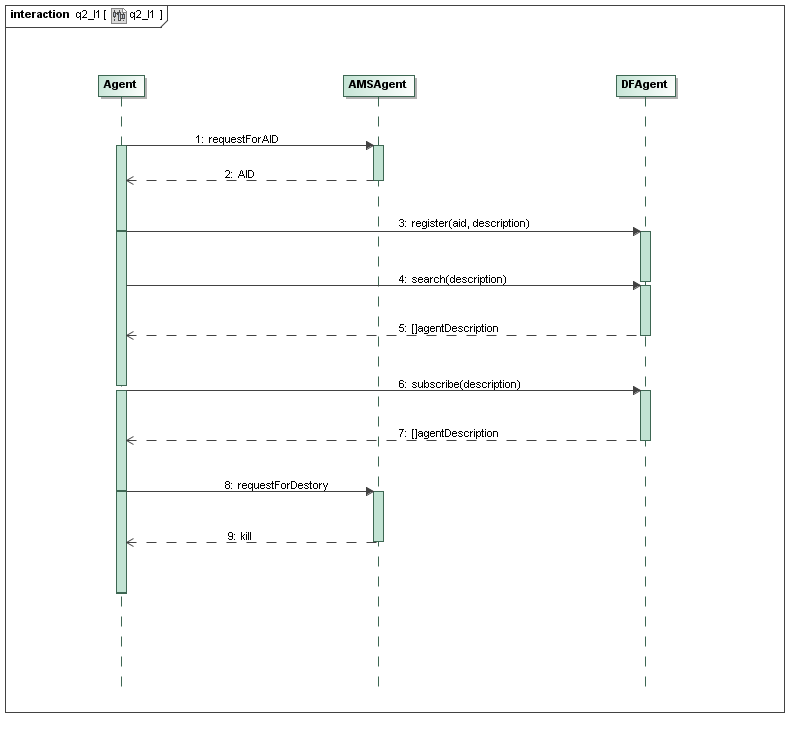 interaction q2_l1 [ q2_l1 ]
Agent AMSAgent DFAgent
1: requestForAID
2: AID
3: register(aid, description)
4: search(description)
5: []agentDescription
6: subscribe(description)
7: []agentDescription
8: requestForDestory
9: kill